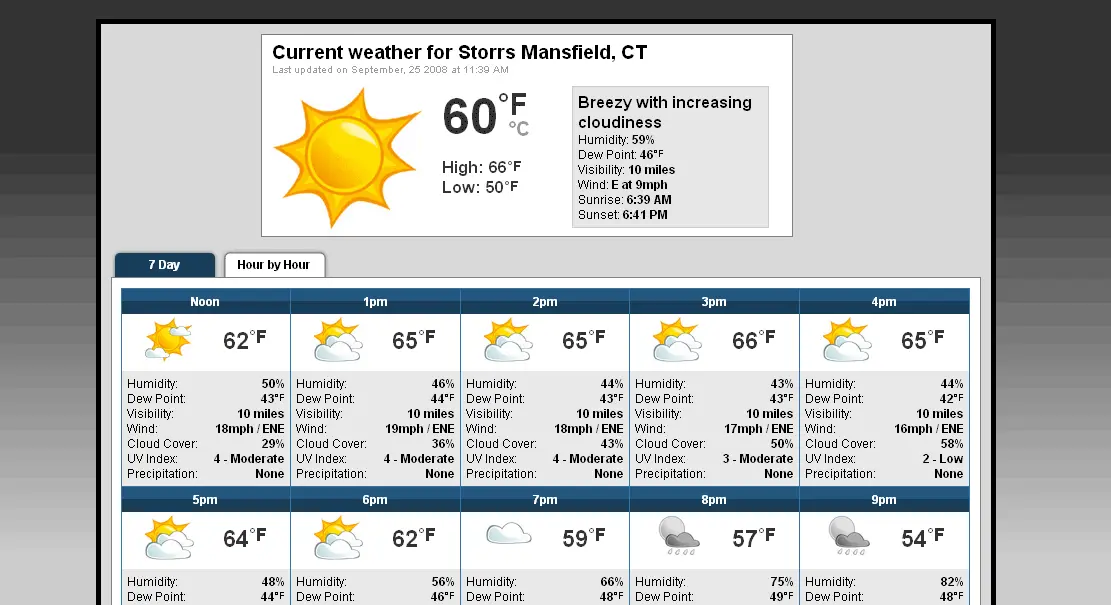 Current weather for Storrs Mansfield, CT
Last updated on September, 25 2008 at 11:39 AM
60°F
°C
High: 66°F
Low: 50°F
Breezy with increasing
cloudiness
Humidity: 59%
Dew Point: 46°F
Visibility: 10 miles
Wind: E at 9mph
Sunrise: 6:39 AM
Sunset: 6:41 PM
7 Day Hour by Hour
Noon 1pm 2pm 3pm 4pm
62°F 65°F 65°F 66°F 65°F
Humidity: 50% Humidity: 46% Humidity: 44% Humidity: 43% Humidity: 44%
Dew Point: 43°F Dew Point: 44°F Dew Point: 43°F Dew Point: 43°F Dew Point: 42°F
Visibility: 10 miles Visibility: 10 miles Visibility: 10 miles Visibility: 10 miles Visibility: 10 miles
Wind: 18mph / ENE Wind: 19mph / ENE Wind: 18mph / ENE Wind: 17mph / ENE Wind: 16mph / ENE
Cloud Cover: 29% Cloud Cover: 36% Cloud Cover: 43% Cloud Cover: 50% Cloud Cover: 58%
UV Index: 4 - Moderate UV Index: 4 - Moderate UV Index: 4 - Moderate UV Index: 3 - Moderate UV Index: 2 - Low
Precipitation: None Precipitation: None Precipitation: None Precipitation: None Precipitation: None
5pm 6pm 7pm 8pm 9pm
64°F 62°F 59°F 57°F 54°F
Humidity: 48% Humidity: 56% Humidity: 66% Humidity: 75% Humidity: 82%
Dew Point: 44°F Dew Point: 46°F Dew Point: 48°F Dew Point: 49°F Dew Point: 48°F